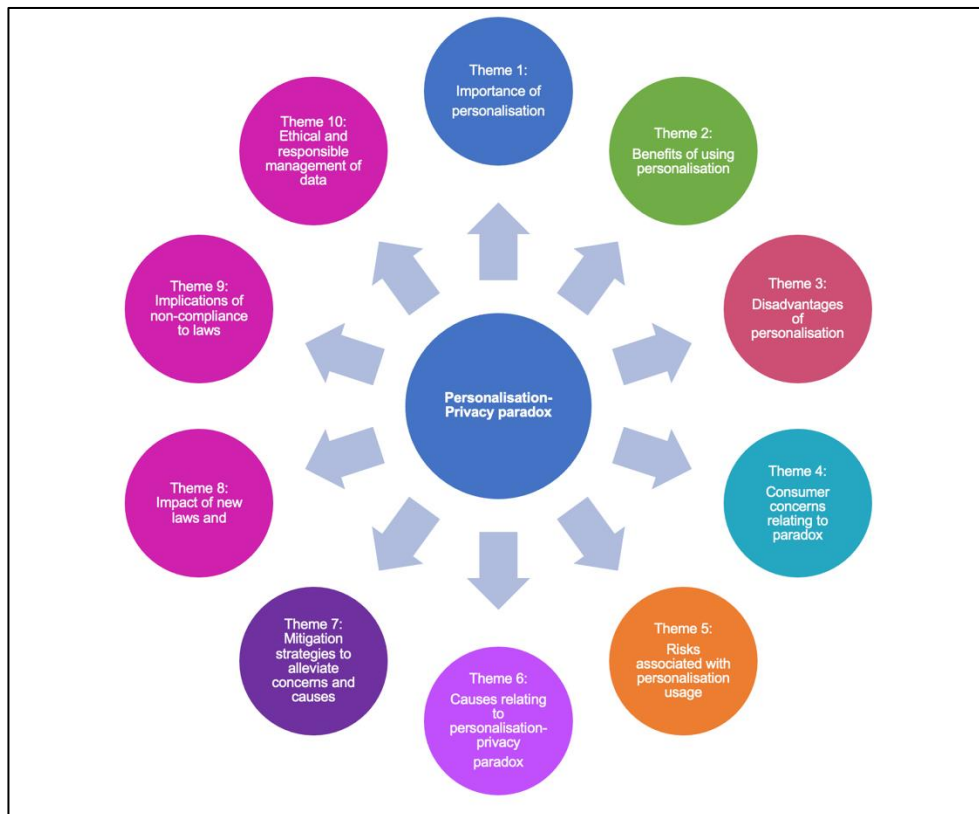 Theme 1:
Importance of
personalisation
Theme 2:
Benefits of using
personalisation
Theme 3:
Disadvantages
of
personalisation
Theme 4:
Consumer
concerns
relating to
paradox
Theme 5:
Risks
associated with
personalisation
usage
Theme 6:
Causes relating
to
personalisation-
privacy
paradox
Theme 7:
Mitigation
strategies to
alleviate
concerns and
causes
Theme 8:
Impact of new
laws and
Theme 9:
Implications of
non-compliance
to laws
Theme 10:
Ethical and
responsible
management of
data
Personalisation-
Privacy paradox